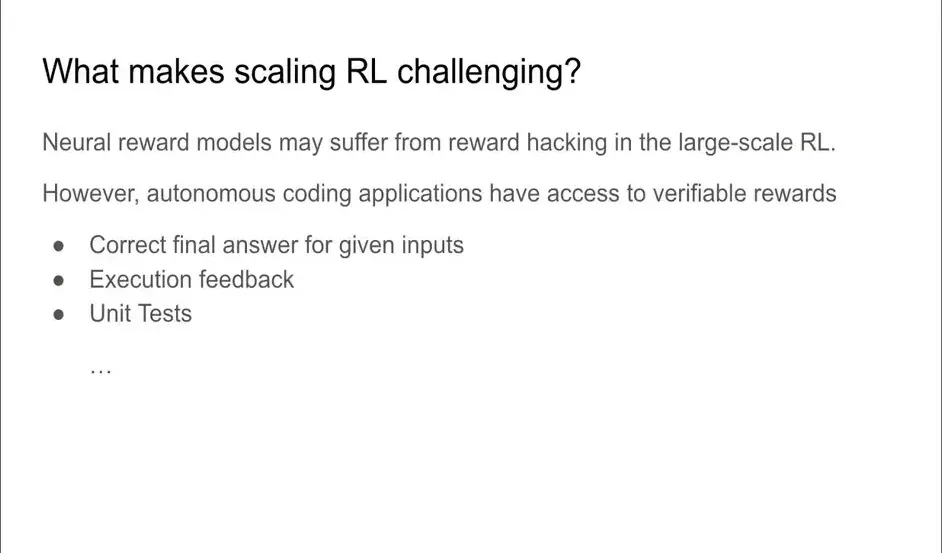 What makes scaling RL challenging?
Neural reward models may suffer from reward hacking in the large-scale RL.
However, autonomous coding applications have access to verifiable rewards
● Correct final answer for given inputs
● Execution feedback
● Unit Tests
…